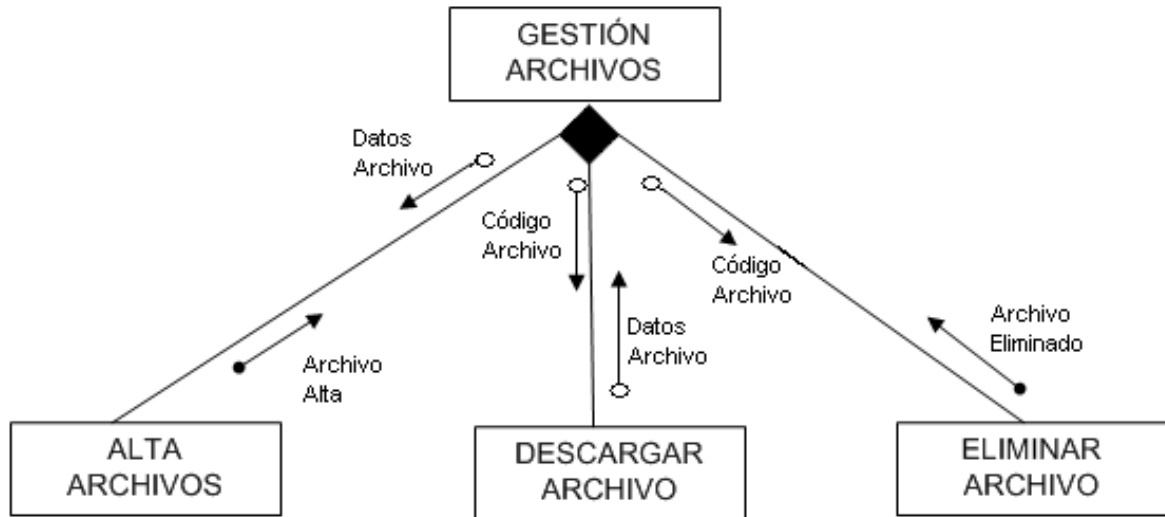 GESTIÓN
ARCHIVOS
Datos
Archivo
Código
Archivo
Código
Archivo
Datos
Archivo
Archivo
Eliminado
Archivo
Alta
ALTA
ARCHIVOS
DESCARGAR
ARCHIVO
ELIMINAR
ARCHIVO